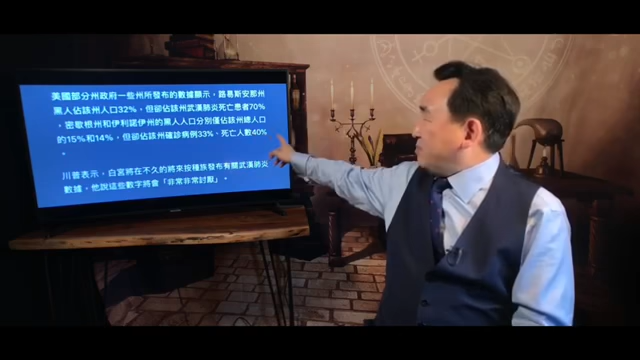 美國部分州政府一些州所發布的數據顯示，路易斯安那州
黑人佔該州人口32%，但卻佔該州武漢肺炎死亡患者70%
，密歇根州和伊利諾伊州的黑人人口分別僅佔該州總人口
的15%和14%，但卻佔該州確診病例33%、死亡人數40%
。
川普表示，白宮將在不久的將來按種族發布有關武漢肺炎
數據，他說這些數字將會「非常非常討厭」。